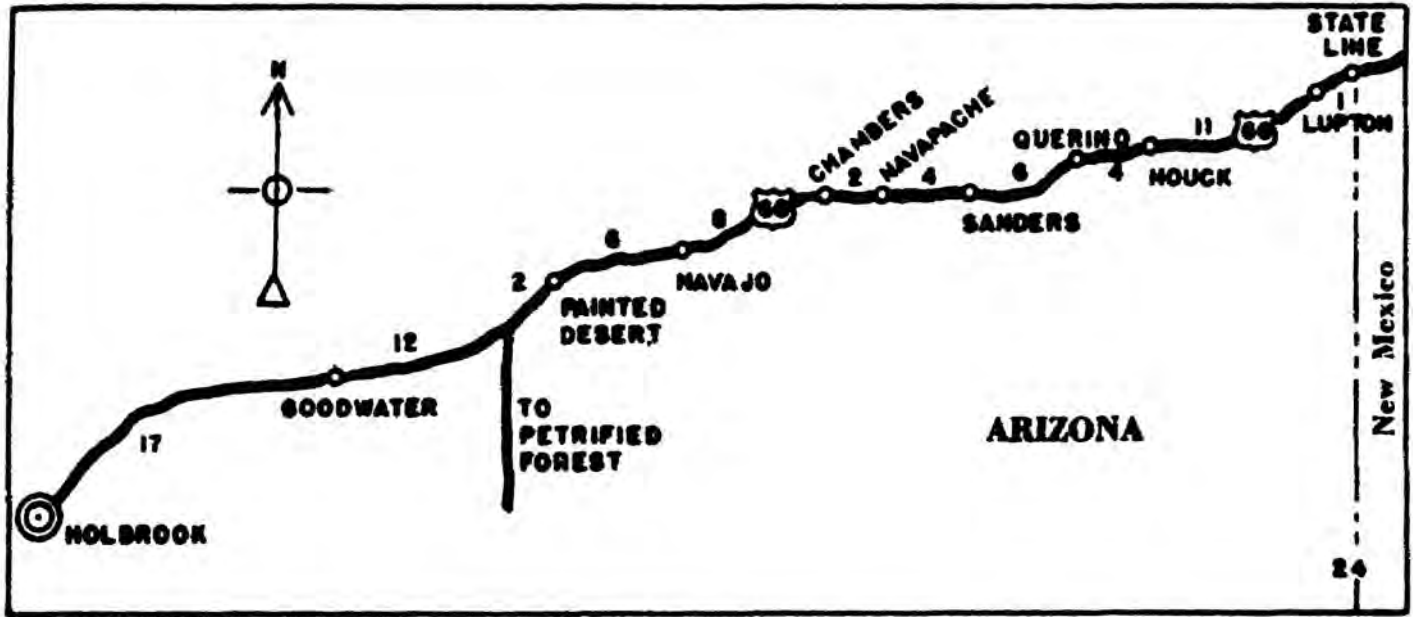 STATE
LINE
N
CHAMBERS
NAVAPACHE
QUERINO
11
66
1
LUPTON
2
4
6
4
HOUCK
66
SANDERS
8
6
NAVAJO
2
PAINTED
DESERT
12
GOODWATER
TO
PETRIFIED
FOREST
17
HOLBROOK
ARIZONA
New Mexico
24